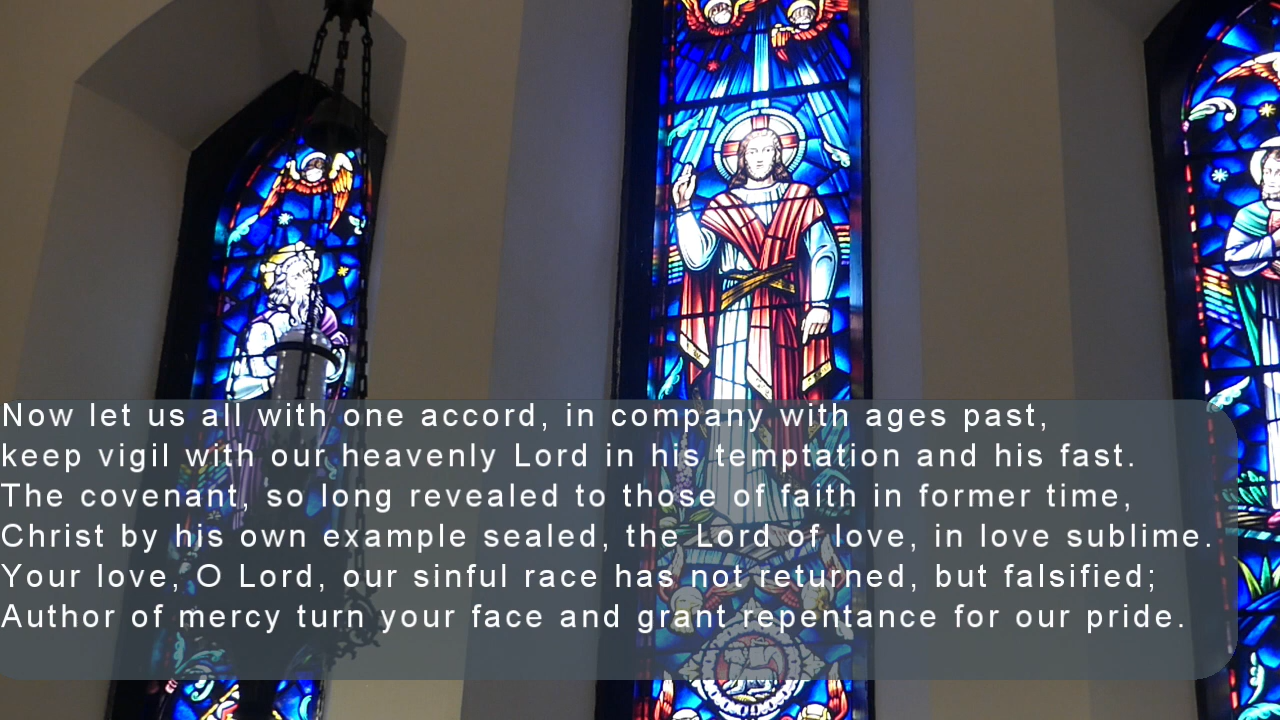 Now let us all with one accord, in company with ages past,
keep vigil with our heavenly Lord in his temptation and his fast.
The covenant, so long revealed to those of faith in former time,
Christ by his own example sealed, the Lord of love, in love sublime.
Your love, O Lord, our sinful race has not returned, but falsified;
Author of mercy turn your face and grant repentance for our pride.